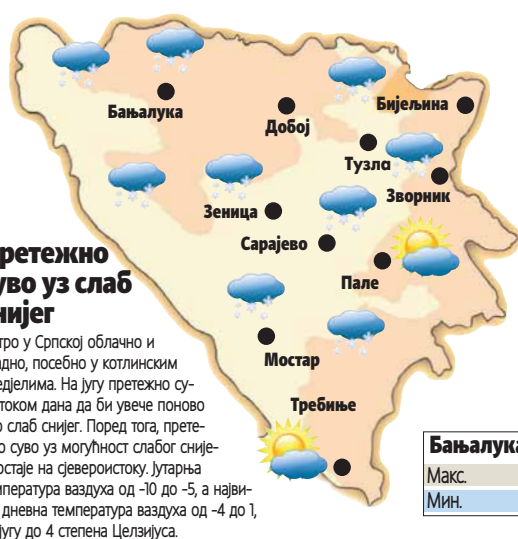 Бањалука
Добој
Бијељина
Тузла
Зворник
Зеница
Сарајево
Пале
Мостар
Требиње
ретежно
уво уз слаб
нијег
тро у Српској облачно и
адно, посебно у котлинским
едјелима. На југу претежно су-
током дана да би увече поново
о слаб снијег. Поред тога, прете-
о суво уз могућност слабог сније-
остаје на сјевероистоку. Јутарња
мпература ваздуха од -10 до -5, а најви-
дневна температура ваздуха од -4 до 1,
југу до 4 степена Целзијуса.
Бањалука
Макс.
Мин.